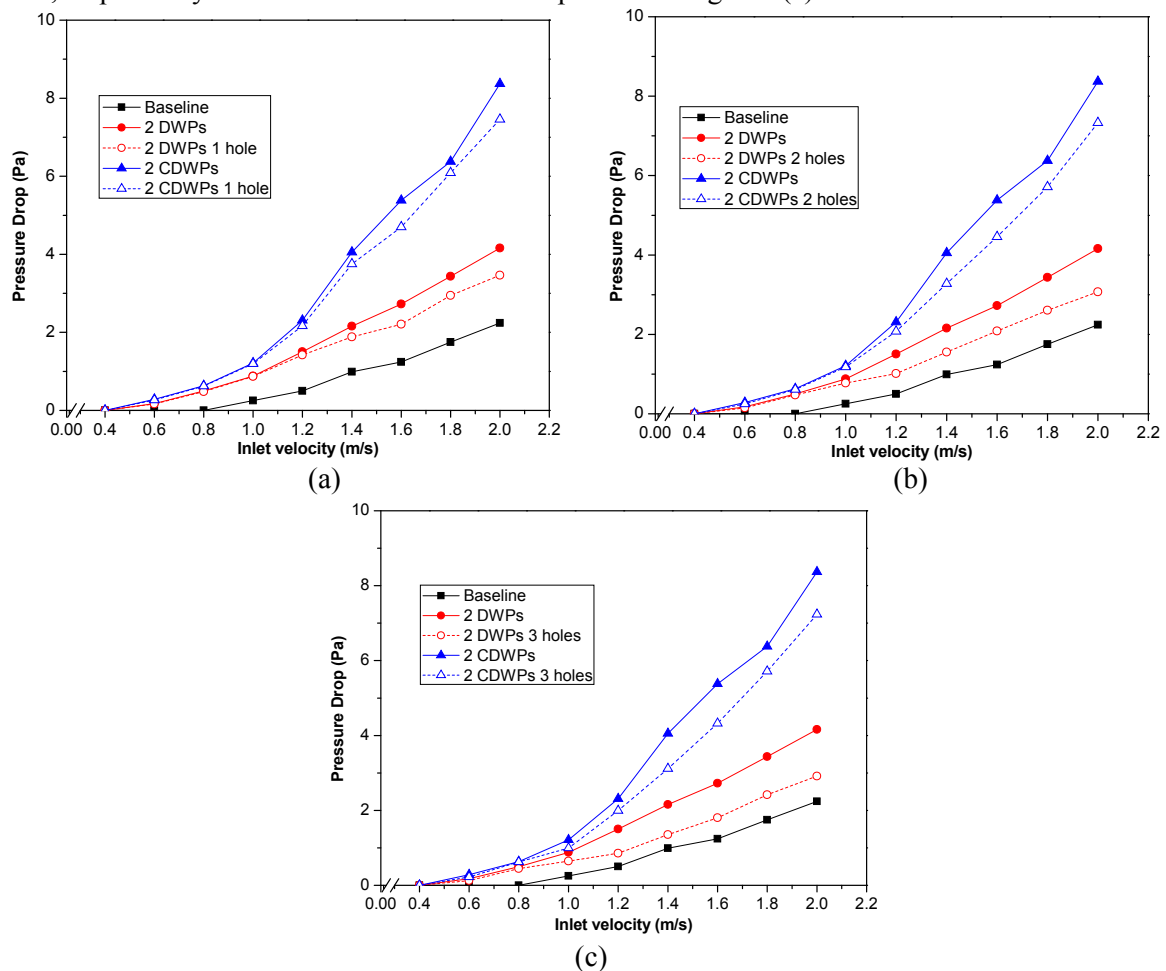 10
8
6
4
2
0
Pressure Drop (Pa)
Baseline
2 DWPs
2 DWPs 1 hole
2 CDWPs
2 CDWPs 1 hole
0.00 0.4 0.6 0.8 1.0 1.2 1.4 1.6 1.8 2.0 2.2
Inlet velocity (m/s)
(a)
10
8
6
4
2
0
Pressure Drop (Pa)
Baseline
2 DWPs
2 DWPs 2 holes
2 CDWPs
2 CDWPs 2 holes
0.00 0.4 0.6 0.8 1.0 1.2 1.4 1.6 1.8 2.0 2.2
Inlet velocity (m/s)
(b)
10
8
6
4
2
0
Pressure Drop (Pa)
Baseline
2 DWPs
2 DWPs 3 holes
2 CDWPs
2 CDWPs 3 holes
0.00 0.4 0.6 0.8 1.0 1.2 1.4 1.6 1.8 2.0 2.2
Inlet velocity (m/s)
(c)